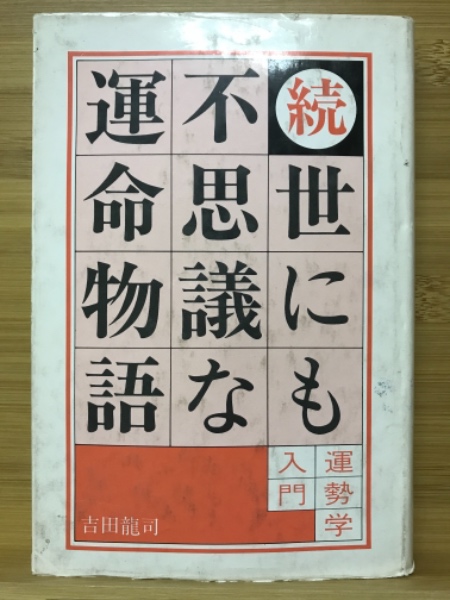 続
世にも
不思議な
運命物語
運勢学
入門
吉田龍司